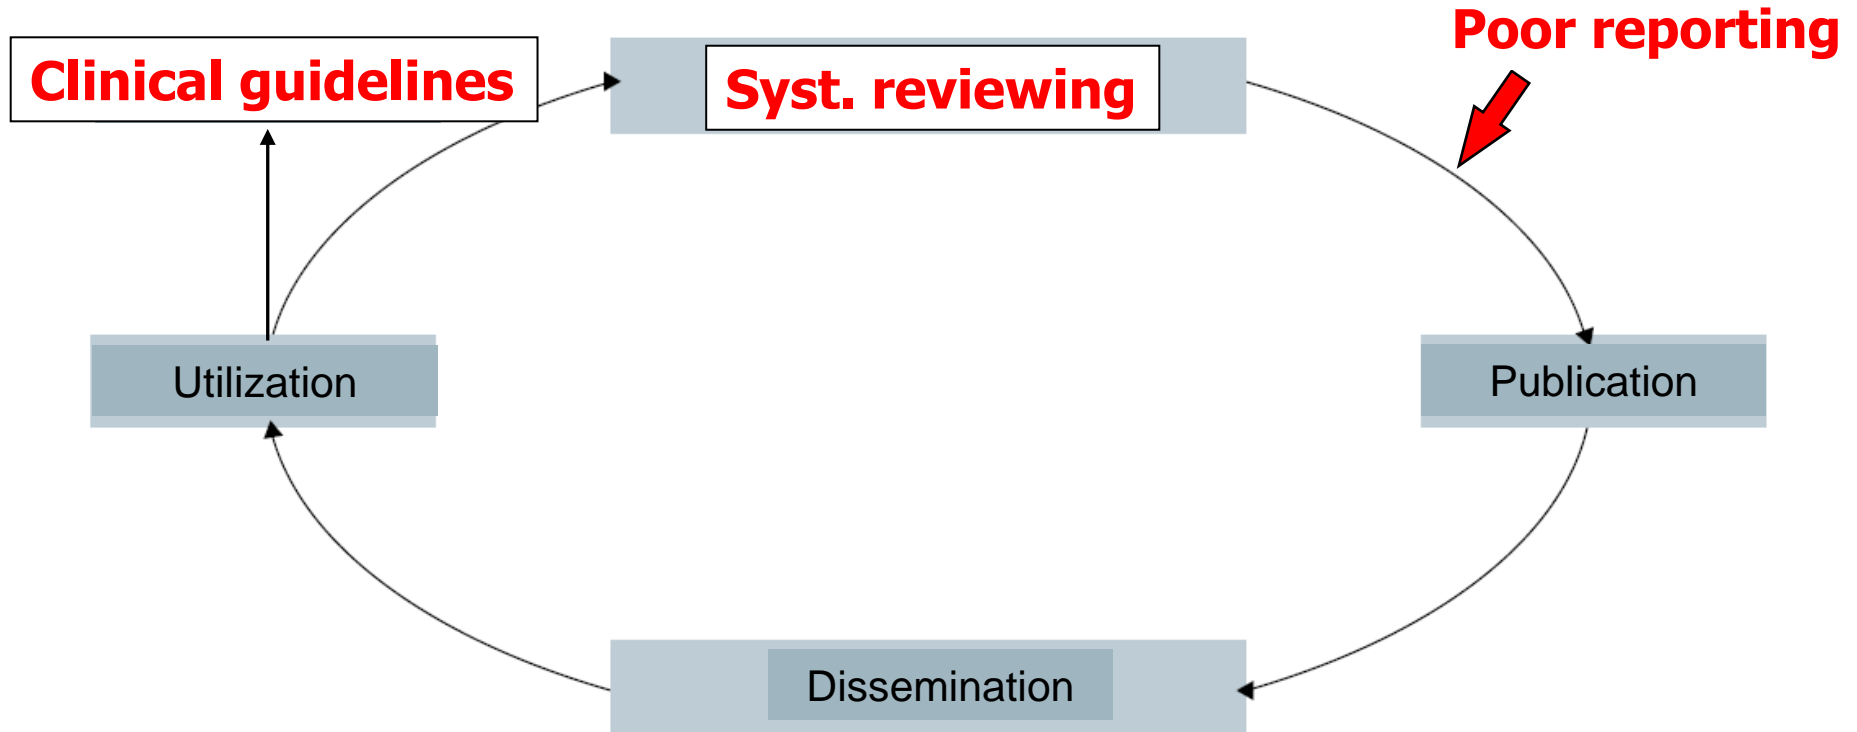 Poor reporting
Clinical guidelines
Syst. reviewing
Utilization
Publication
Dissemination